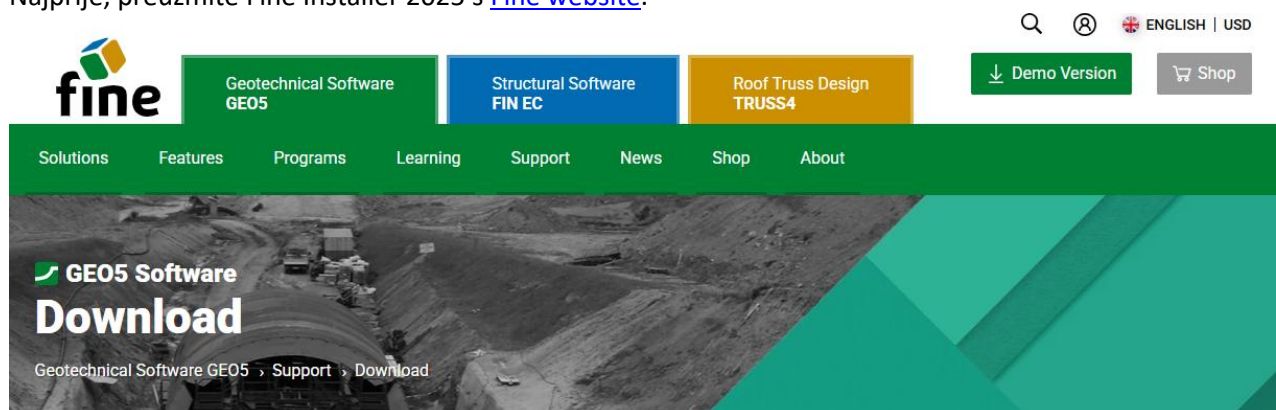 Najprije, preuzmite Fine Installer s Fine website.
ENGLISH | USD
fine
Geotechnical Software
GEO5
Structural Software
FIN EC
Roof Truss Design
TRUSS4
Demo Version
Shop
Solutions Features Programs Learning Support News Shop About
GEO5 Software
Download
Geotechnical Software GEO5 › Support › Download